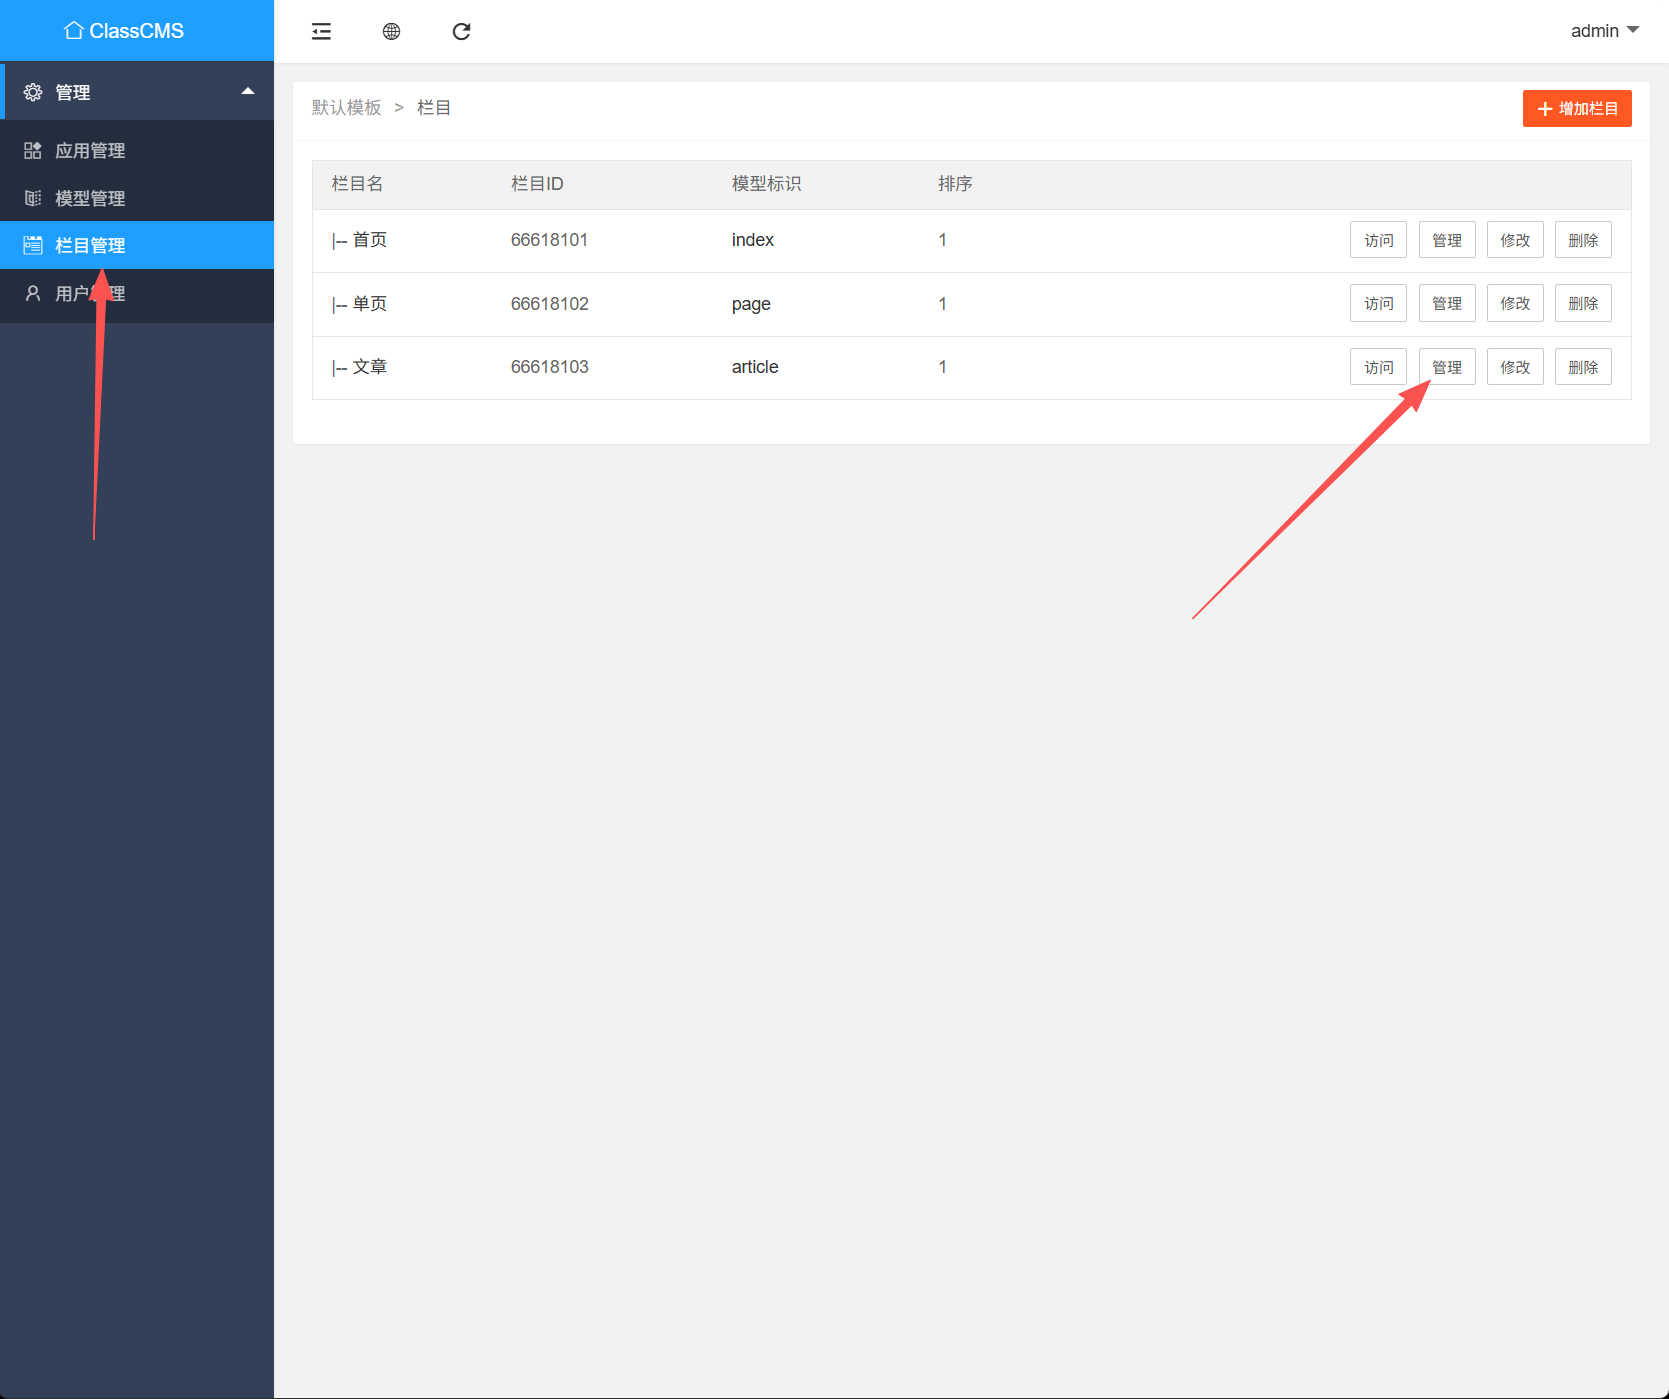 ClassCMS
admin
管理
应用管理
模型管理
栏目管理
用户管理
默认模板 > 栏目
增加栏目
栏目名 栏目ID 模型标识 排序
|-- 首页 66618101 index 1 访问 管理 修改 删除
|-- 单页 66618102 page 1 访问 管理 修改 删除
|-- 文章 66618103 article 1 访问 管理 修改 删除